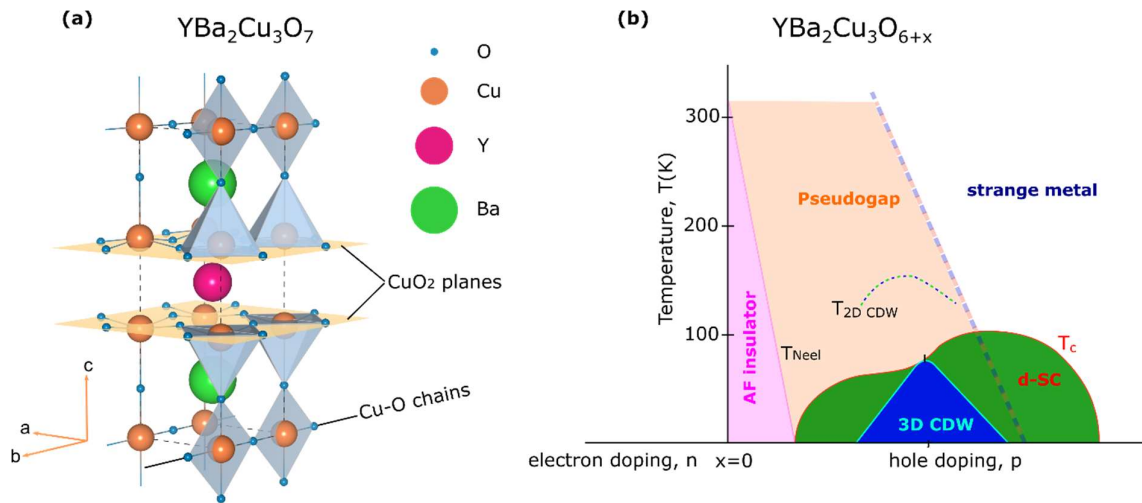 (a)
YBa₂Cu₃O₇
O
Cu
Y
Ba
CuO₂ planes
Cu-O chains
c
a
b
(b)
YBa₂Cu₃O₆₊ₓ
Temperature, T(K)
300
200
100
Pseudogap
strange metal
T2D CDW
AF insulator
TNeel
Tc
d-SC
3D CDW
electron doping, n x=0 hole doping, p